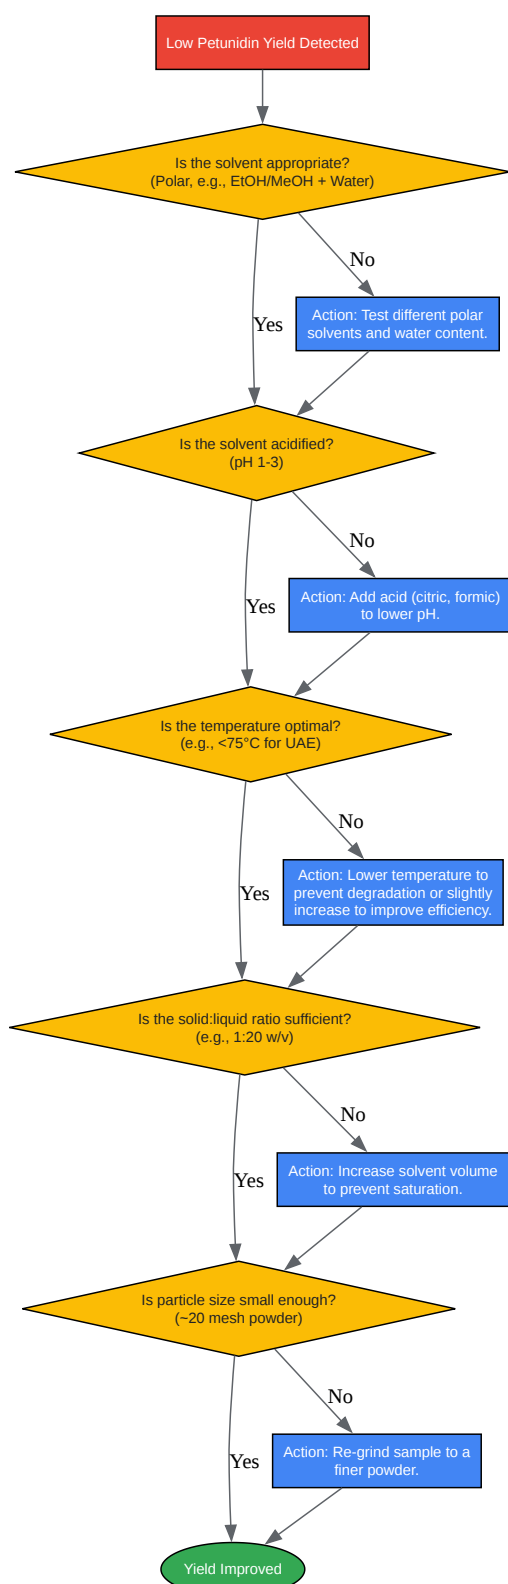 Low Petunidin Yield Detected
Is the solvent appropriate?
(Polar, e.g., EtOH/MeOH + Water)
No
Yes
Action: Test different polar
solvents and water content.
Is the solvent acidified?
(pH 1-3)
No
Yes
Action: Add acid (citric, formic)
to lower pH.
Is the temperature optimal?
(e.g., <75°C for UAE)
No
Yes
Action: Lower temperature to
prevent degradation or slightly
increase to improve efficiency.
Is the solid:liquid ratio sufficient?
(e.g., 1:20 w/v)
No
Yes
Action: Increase solvent volume
to prevent saturation.
Is particle size small enough?
(~20 mesh powder)
No
Yes
Action: Re-grind sample to a
finer powder.
Yield Improved